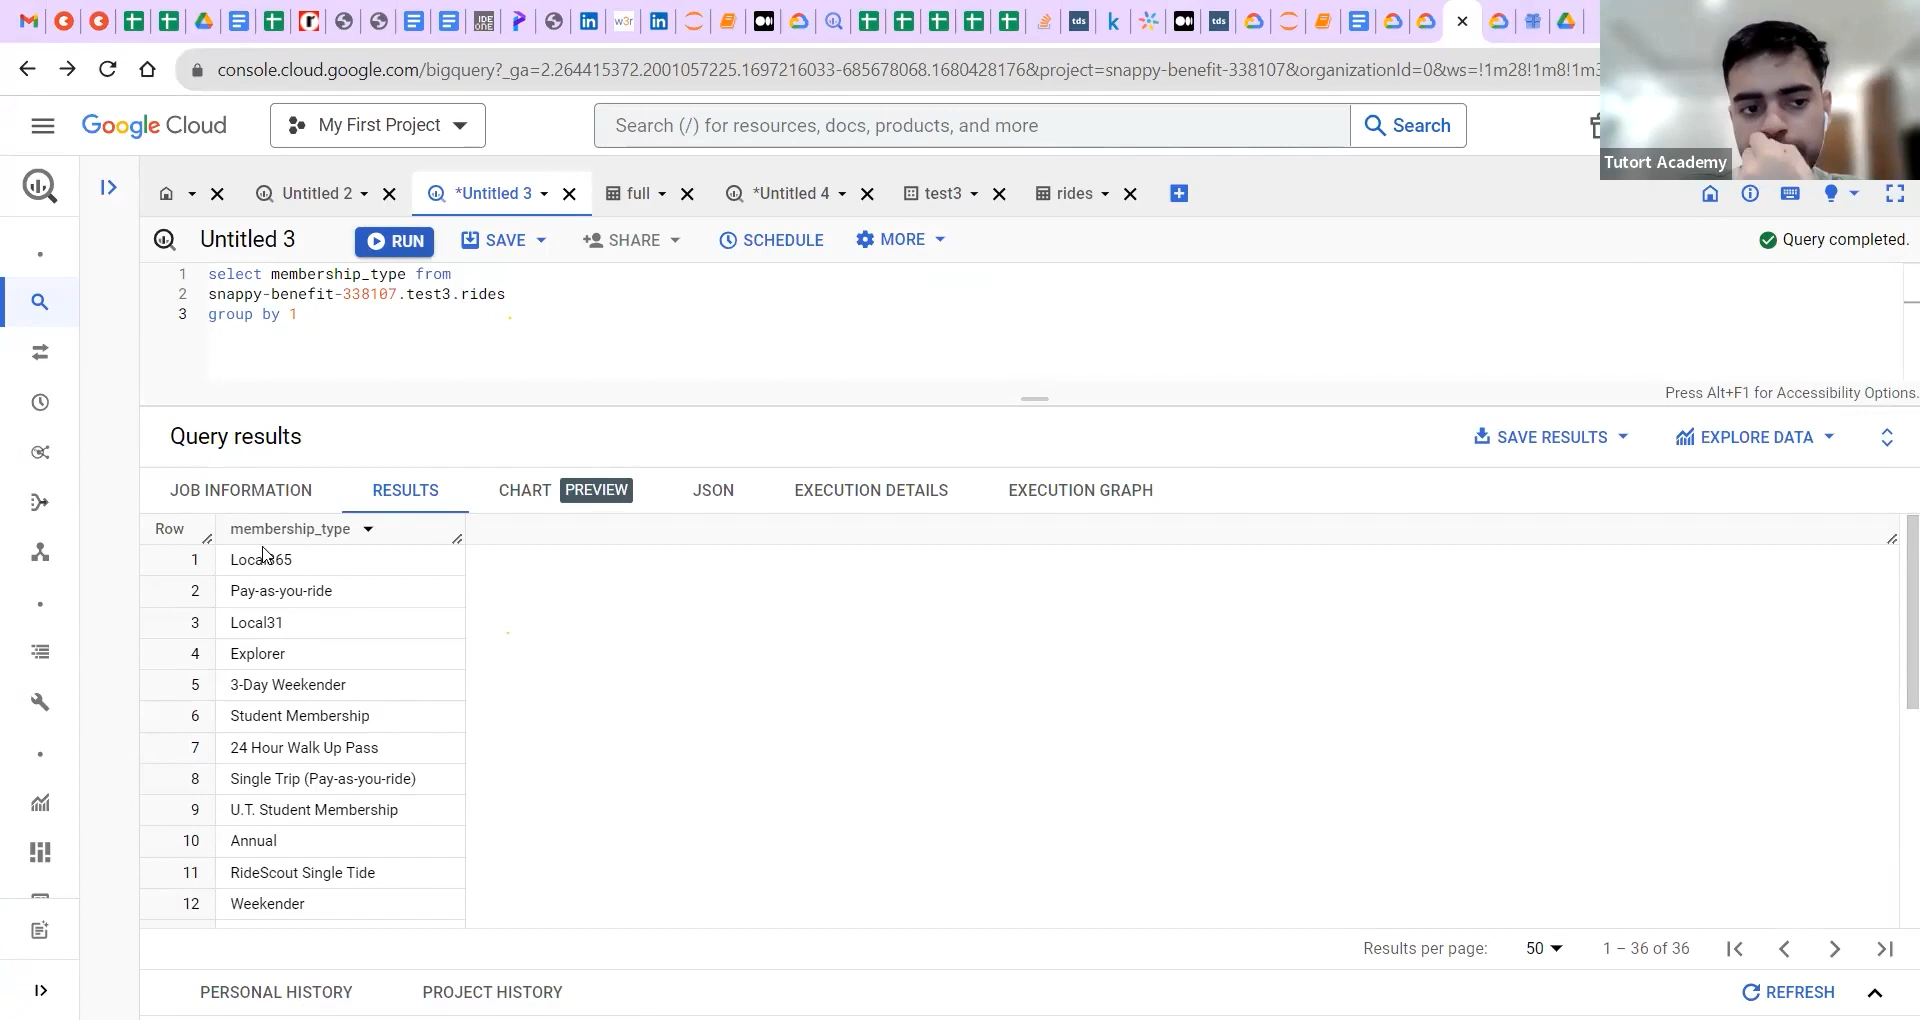 w3r
IDE
ONE
tds
k
tds
console.cloud.google.com/bigquery?_ga=2.264415372.2001057225.1697216033-685678068.1680428176&project=snappy-benefit-338107&organizationId=0&ws=!1m28!1m8!1m3
Google Cloud
My First Project
Search (/) for resources, docs, products, and more
Search
Tutort Academy
Untitled 2
*Untitled 3
full
*Untitled 4
test3
rides
Untitled 3
RUN
SAVE
SHARE
SCHEDULE
MORE
Query completed.
1 select membership_type from
2 snappy-benefit-338107.test3.rides
3 group by 1
Press Alt+F1 for Accessibility Options.
Query results
SAVE RESULTS
EXPLORE DATA
JOB INFORMATION
RESULTS
CHART PREVIEW
JSON
EXECUTION DETAILS
EXECUTION GRAPH
Row membership_type
1 Local365
2 Pay-as-you-ride
3 Local31
4 Explorer
5 3-Day Weekender
6 Student Membership
7 24 Hour Walk Up Pass
8 Single Trip (Pay-as-you-ride)
9 U.T. Student Membership
10 Annual
11 RideScout Single Tide
12 Weekender
Results per page: 50 1 – 36 of 36
PERSONAL HISTORY
PROJECT HISTORY
REFRESH